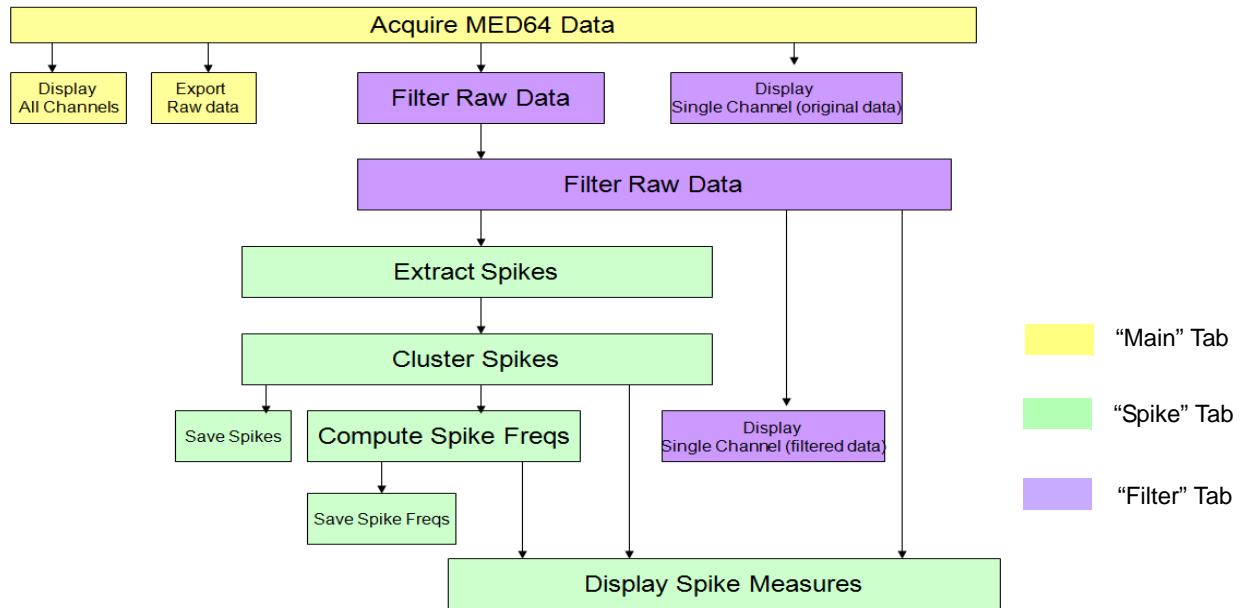 Acquire MED64 Data
Display
All Channels
Export
Raw data
Filter Raw Data
Display
Single Channel (original data)
Filter Raw Data
Extract Spikes
Cluster Spikes
Save Spikes
Compute Spike Freqs
Display
Single Channel (filtered data)
Save Spike Freqs
Display Spike Measures
“Main” Tab
“Spike” Tab
“Filter” Tab